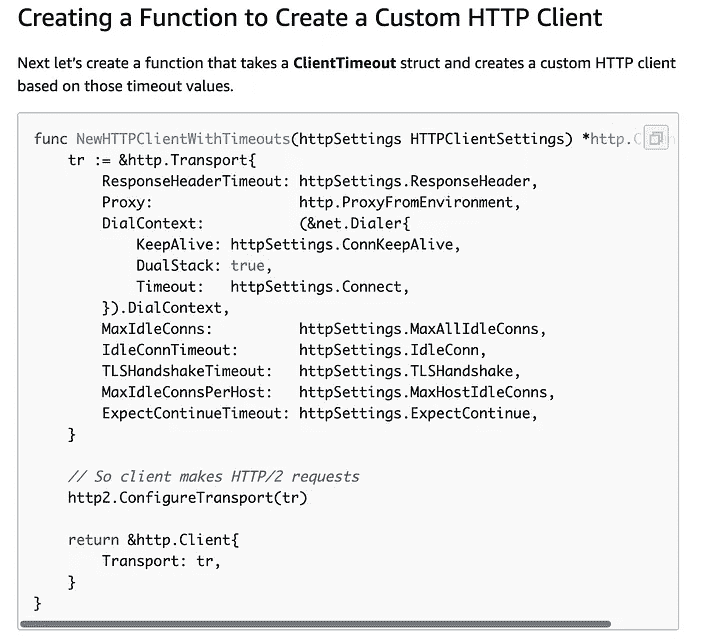 Creating a Function to Create a Custom HTTP Client
Next let's create a function that takes a ClientTimeout struct and creates a custom HTTP client
based on those timeout values.
func NewHTTPClientWithTimeouts(httpSettings HTTPClientSettings) *http.C
    tr := &http.Transport{
        ResponseHeaderTimeout: httpSettings.ResponseHeader,
        Proxy:                 http.ProxyFromEnvironment,
        DialContext:           (&net.Dialer{
            KeepAlive: httpSettings.ConnKeepAlive,
            DualStack: true,
            Timeout:   httpSettings.Connect,
        }).DialContext,
        MaxIdleConns:          httpSettings.MaxAllIdleConns,
        IdleConnTimeout:       httpSettings.IdleConn,
        TLSHandshakeTimeout:   httpSettings.TLSHandshake,
        MaxIdleConnsPerHost:   httpSettings.MaxHostIdleConns,
        ExpectContinueTimeout: httpSettings.ExpectContinue,
    }
    // So client makes HTTP/2 requests
    http2.ConfigureTransport(tr)
    return &http.Client{
        Transport: tr,
    }
}